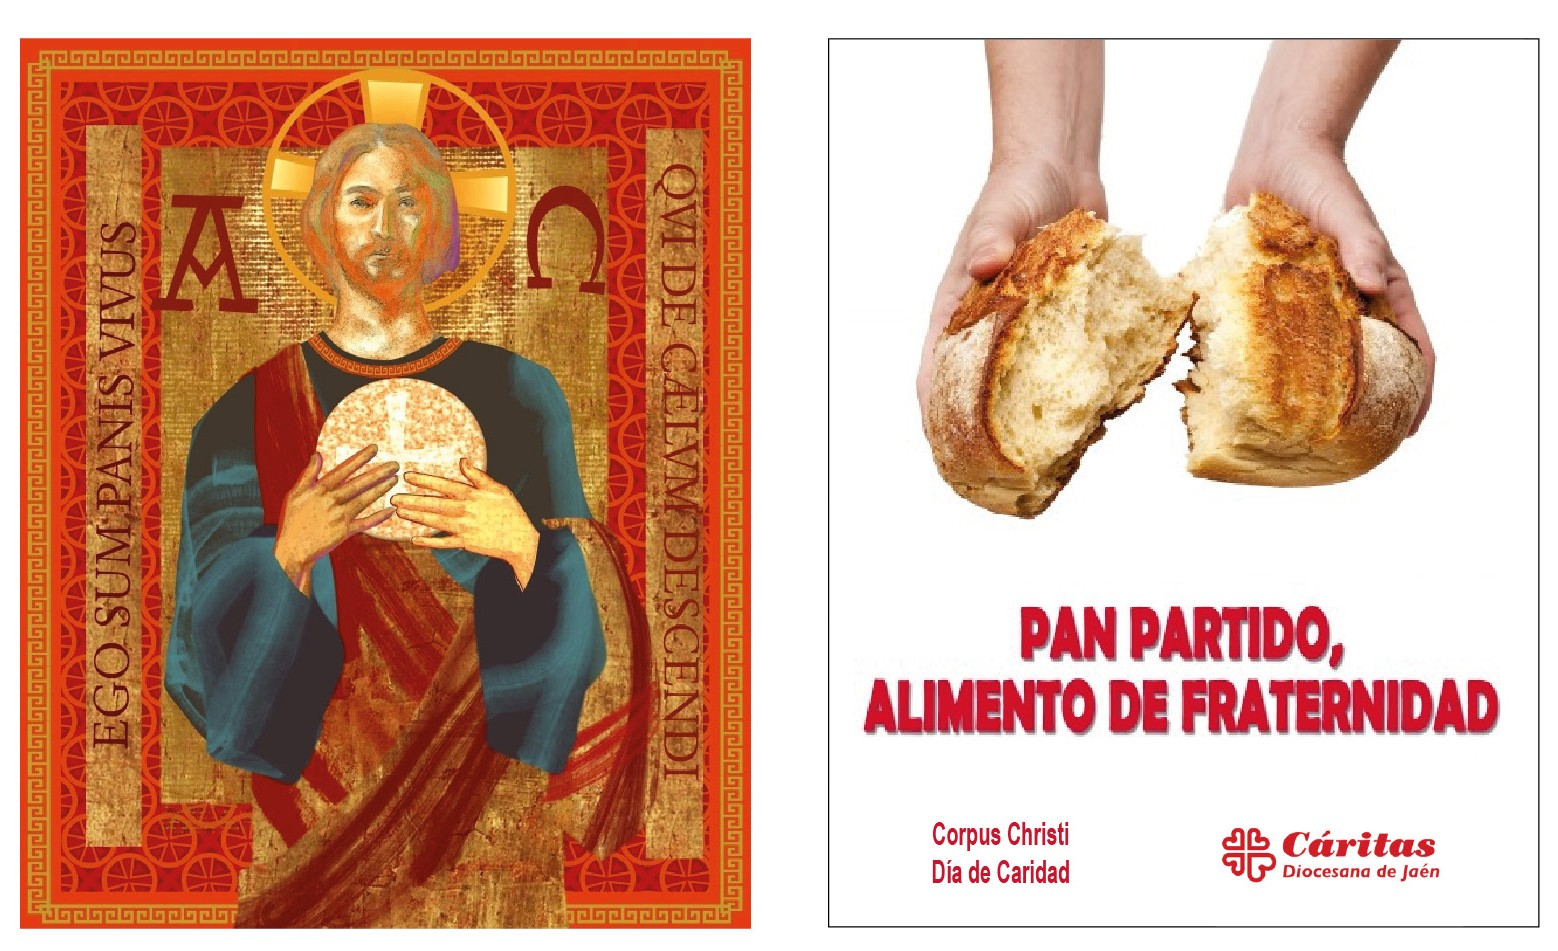 EGO SUM PANIS VIVUS
Α
Ω
QVI DE CÆLVM DESCENDI
PAN PARTIDO,
ALIMENTO DE FRATERNIDAD
Corpus Christi
Día de Caridad
Cáritas
Diocesana de Jaén